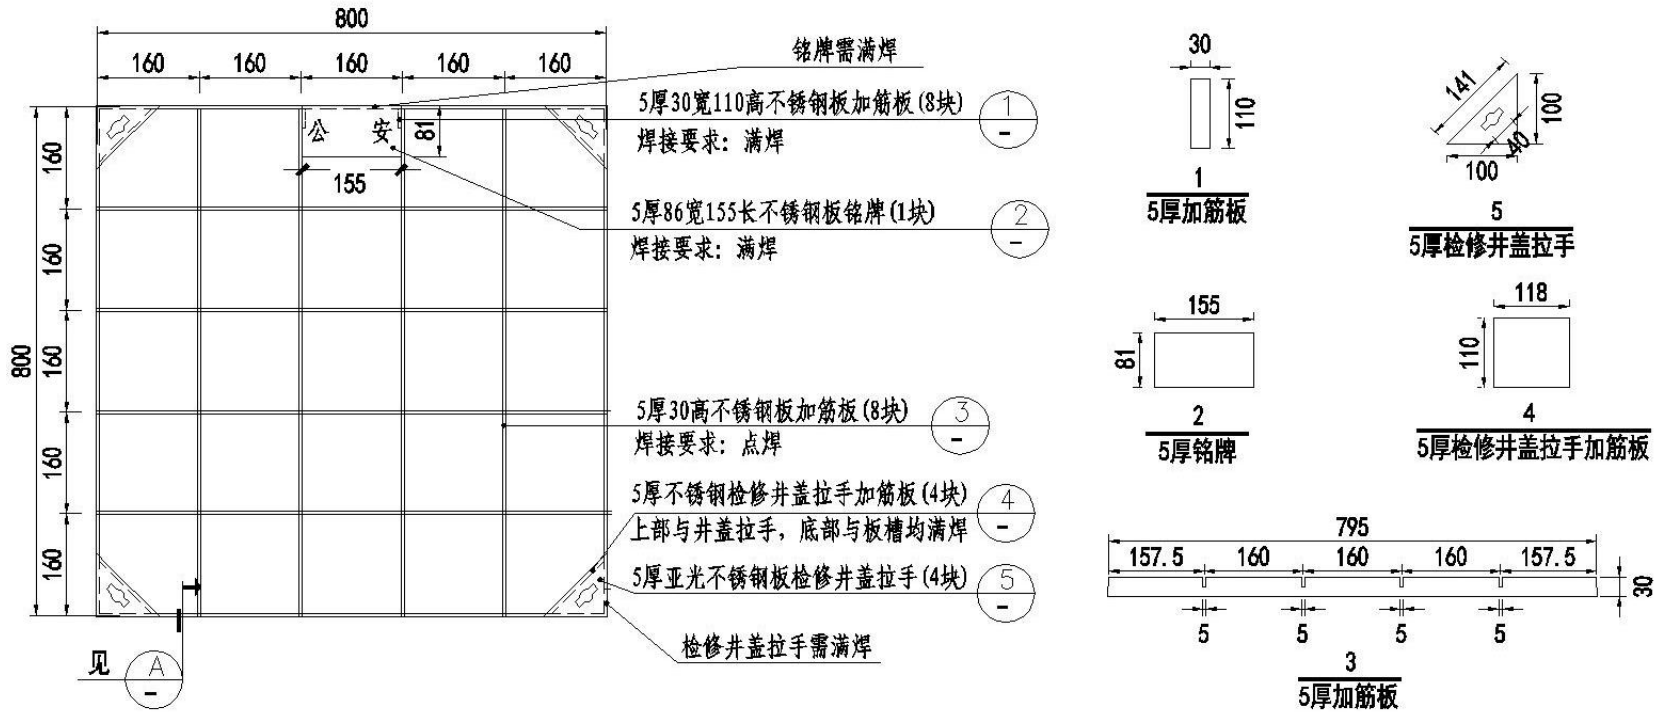 800
160 160 160 160 160
铭牌需满焊
5厚30宽110高不锈钢板加筋板(8块)
焊接要求：满焊
1
-
公 安
81
155
5厚86宽155长不锈钢板铭牌(1块)
焊接要求：满焊
2
-
800
160
160
160
160
160
5厚30高不锈钢板加筋板(8块)
焊接要求：点焊
3
-
5厚不锈钢检修井盖拉手加筋板(4块)
上部与井盖拉手，底部与板槽均满焊
4
-
5厚亚光不锈钢板检修井盖拉手(4块)
5
-
检修井盖拉手需满焊
见
A
-
30
110
1
5厚加筋板
141
100
40
100
5
5厚检修井盖拉手
155
81
2
5厚铭牌
118
110
4
5厚检修井盖拉手加筋板
795
157.5 160 160 160 157.5
30
5 5 5 5
3
5厚加筋板